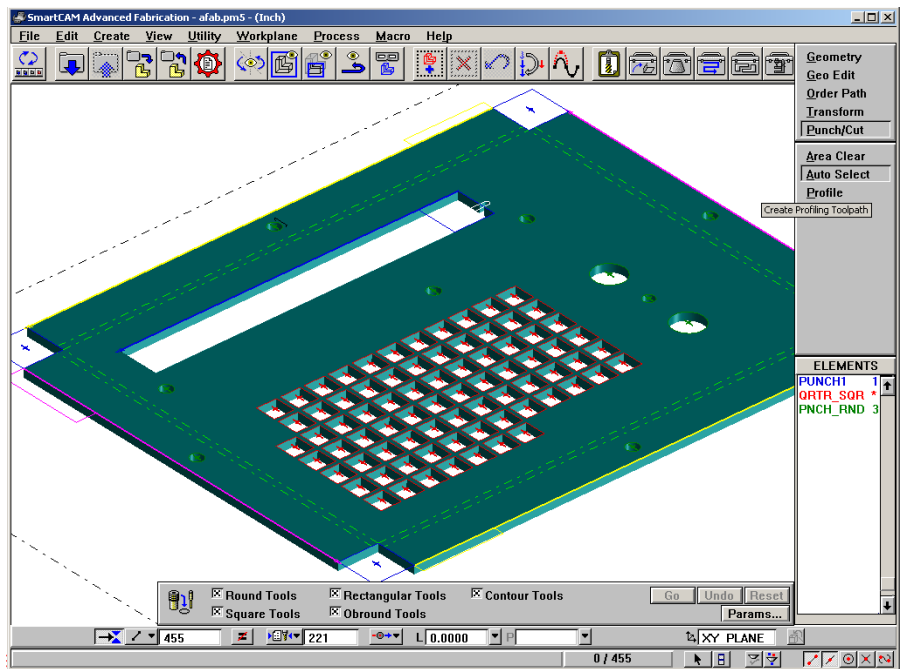 SmartCAM Advanced Fabrication - afab.pm5 - (Inch)
File Edit Create View Utility Workplane Process Macro Help
Geometry
Geo Edit
Order Path
Transform
Punch/Cut
Area Clear
Auto Select
Profile
Create Profiling Toolpath
ELEMENTS
PUNCH1 1
QRTR_SQR *
PNCH_RND 3
Round Tools Rectangular Tools Contour Tools Go Undo Reset
Square Tools Obround Tools Params...
455 221 L 0.0000 P XY PLANE
0 / 455